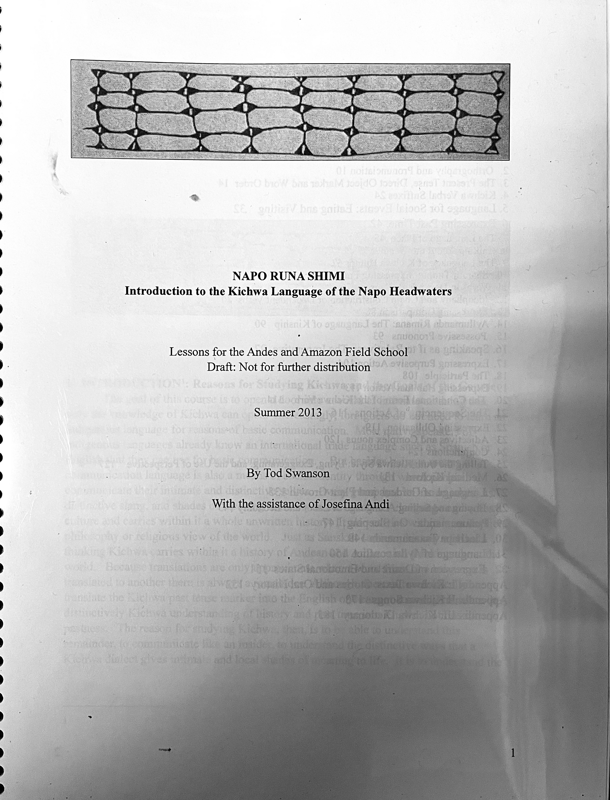 NAPO RUNA SHIMI
Introduction to the Kichwa Language of the Napo Headwaters
Lessons for the Andes and Amazon Field School
Draft: Not for further distribution
Summer 2013
By Tod Swanson
With the assistance of Josefina Andi
1